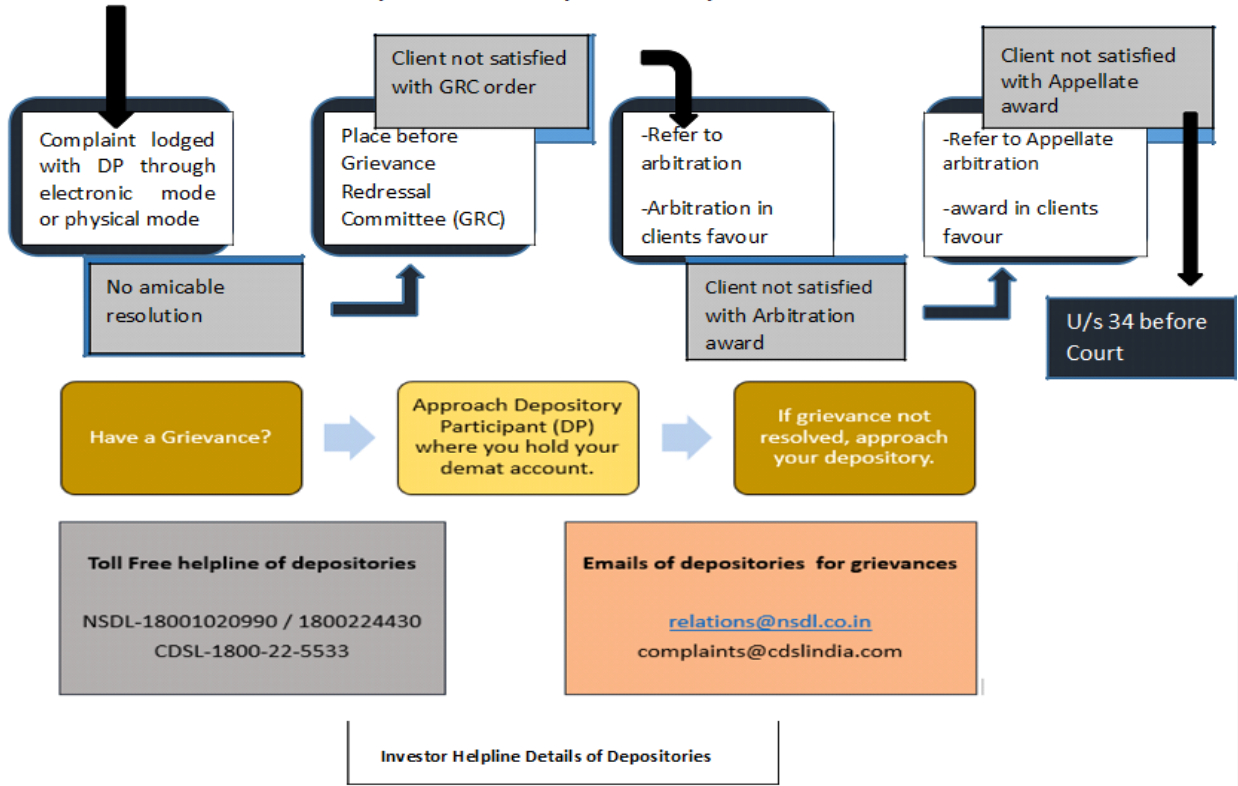 Complaint lodged
with DP through
electronic mode
or physical mode
No amicable
resolution
Place before
Grievance
Redressal
Committee (GRC)
Client not satisfied
with GRC order
-Refer to
arbitration
-Arbitration in
clients favour
Client not satisfied
with Arbitration
award
-Refer to Appellate
arbitration
-award in clients
favour
Client not satisfied
with Appellate
award
U/s 34 before
Court
Have a Grievance?
Approach Depository
Participant (DP)
where you hold your
demat account.
If grievance not
resolved, approach
your depository.
Toll Free helpline of depositories
NSDL-18001020990 / 1800224430
CDSL-1800-22-5533
Emails of depositories for grievances
relations@nsdl.co.in
complaints@cdslindia.com
Investor Helpline Details of Depositories